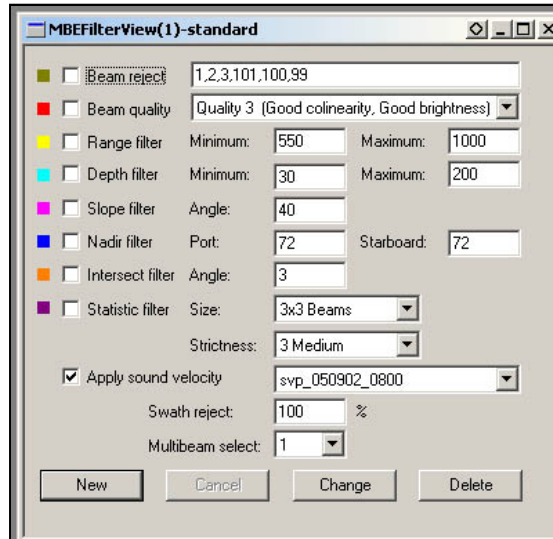 MBEFilterView(1)-standard
Beam reject 1,2,3,101,100,99
Beam quality Quality 3 (Good colinearity, Good brightness)
Range filter Minimum: 550 Maximum: 1000
Depth filter Minimum: 30 Maximum: 200
Slope filter Angle: 40
Nadir filter Port: 72 Starboard: 72
Intersect filter Angle: 3
Statistic filter Size: 3x3 Beams
Strictness: 3 Medium
Apply sound velocity svp_050902_0800
Swath reject: 100 %
Multibeam select: 1
New Cancel Change Delete